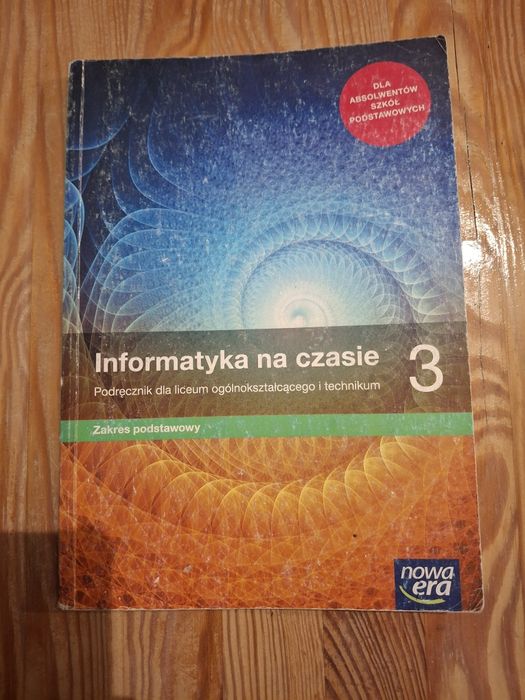 DLA
ABSOLWENTÓW
SZKÓŁ
PODSTAWOWYCH
Informatyka na czasie 3
Podręcznik dla liceum ogólnokształcącego i technikum
Zakres podstawowy
nowa
era